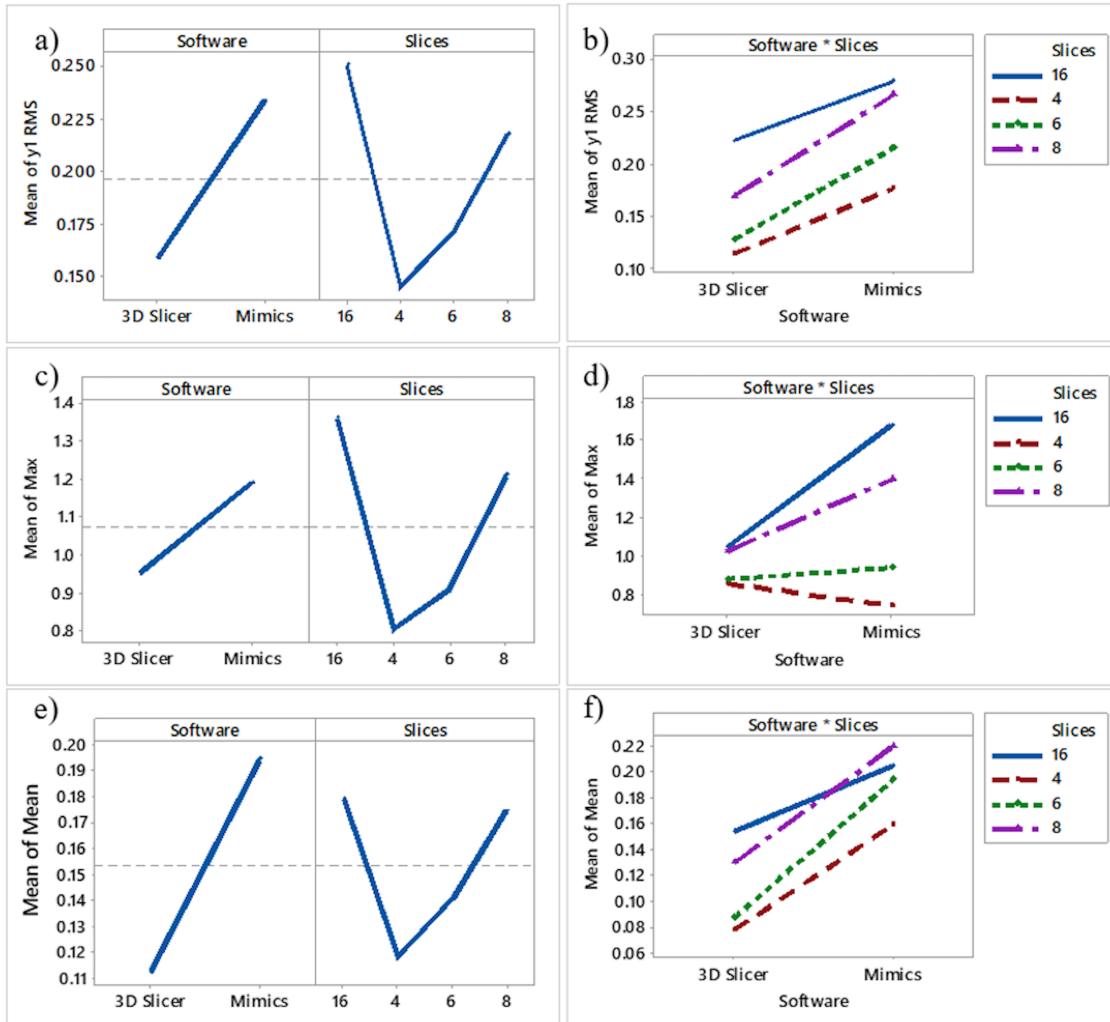 a)
Software Slices
Mean of y1 RMS
0.250
0.225
0.200
0.175
0.150
3D Slicer Mimics 16 4 6 8
b)
Software * Slices
Mean of y1 RMS
0.30
0.25
0.20
0.15
0.10
3D Slicer Mimics
Software
Slices
16
4
6
8
c)
Software Slices
Mean of Max
1.4
1.3
1.2
1.1
1.0
0.9
0.8
3D Slicer Mimics 16 4 6 8
d)
Software * Slices
Mean of Max
1.8
1.6
1.4
1.2
1.0
0.8
3D Slicer Mimics
Software
Slices
16
4
6
8
e)
Software Slices
Mean of Mean
0.20
0.19
0.18
0.17
0.16
0.15
0.14
0.13
0.12
0.11
3D Slicer Mimics 16 4 6 8
f)
Software * Slices
Mean of Mean
0.22
0.20
0.18
0.16
0.14
0.12
0.10
0.08
0.06
3D Slicer Mimics
Software
Slices
16
4
6
8